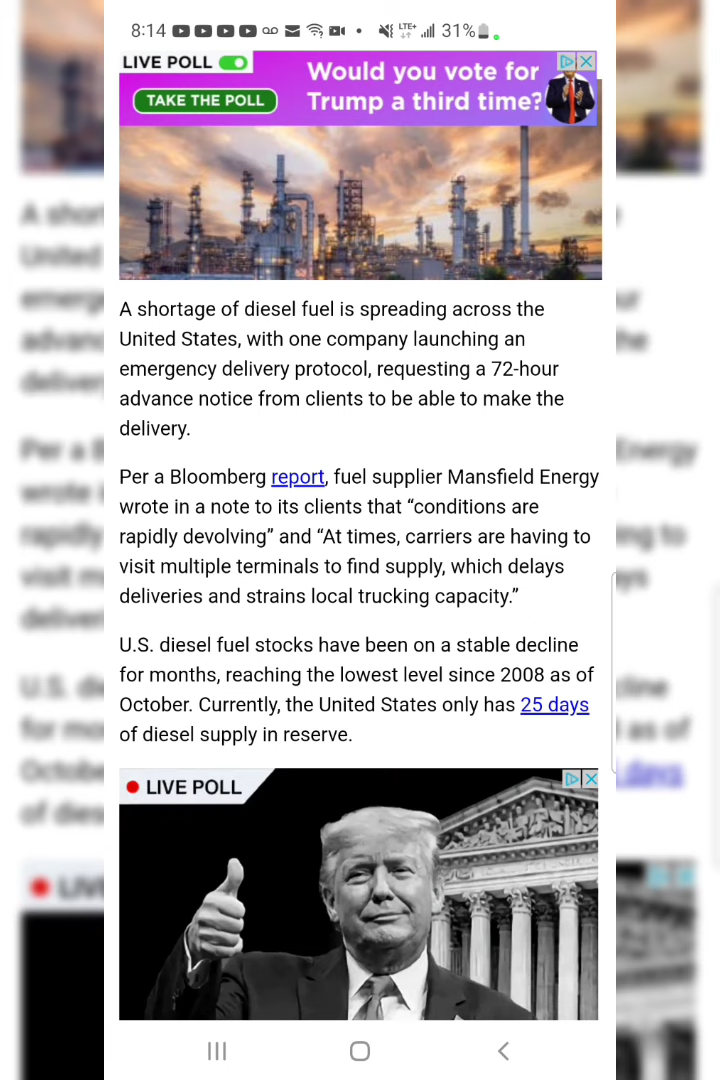 8:14 LTE+ 31%
LIVE POLL
TAKE THE POLL
Would you vote for
Trump a third time?
A shortage of diesel fuel is spreading across the
United States, with one company launching an
emergency delivery protocol, requesting a 72-hour
advance notice from clients to be able to make the
delivery.
Per a Bloomberg report, fuel supplier Mansfield Energy
wrote in a note to its clients that “conditions are
rapidly devolving” and “At times, carriers are having to
visit multiple terminals to find supply, which delays
deliveries and strains local trucking capacity.”
U.S. diesel fuel stocks have been on a stable decline
for months, reaching the lowest level since 2008 as of
October. Currently, the United States only has 25 days
of diesel supply in reserve.
LIVE POLL